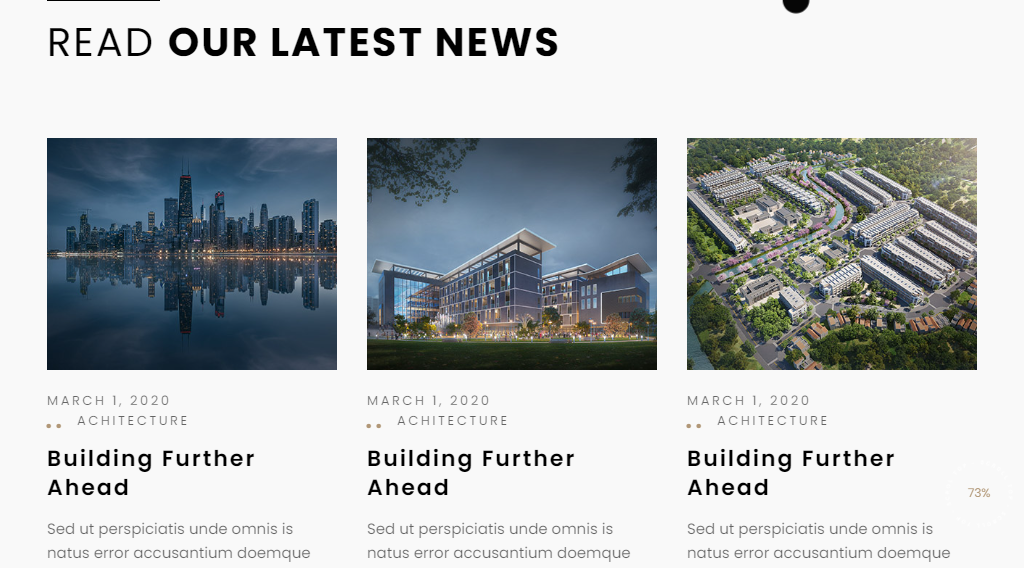 READ OUR LATEST NEWS
MARCH 1, 2020
ACHITECTURE
Building Further
Ahead
Sed ut perspiciatis unde omnis is
natus error accusantium doemque
MARCH 1, 2020
ACHITECTURE
Building Further
Ahead
Sed ut perspiciatis unde omnis is
natus error accusantium doemque
MARCH 1, 2020
ACHITECTURE
Building Further
Ahead
Sed ut perspiciatis unde omnis is
natus error accusantium doemque
73%